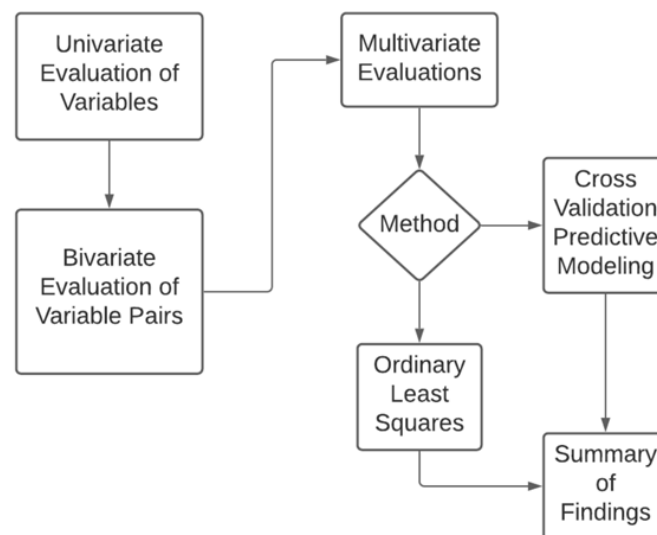 Univariate
Evaluation of
Variables
Bivariate
Evaluation of
Variable Pairs
Multivariate
Evaluations
Method
Cross
Validation
Predictive
Modeling
Ordinary
Least
Squares
Summary
of
Findings